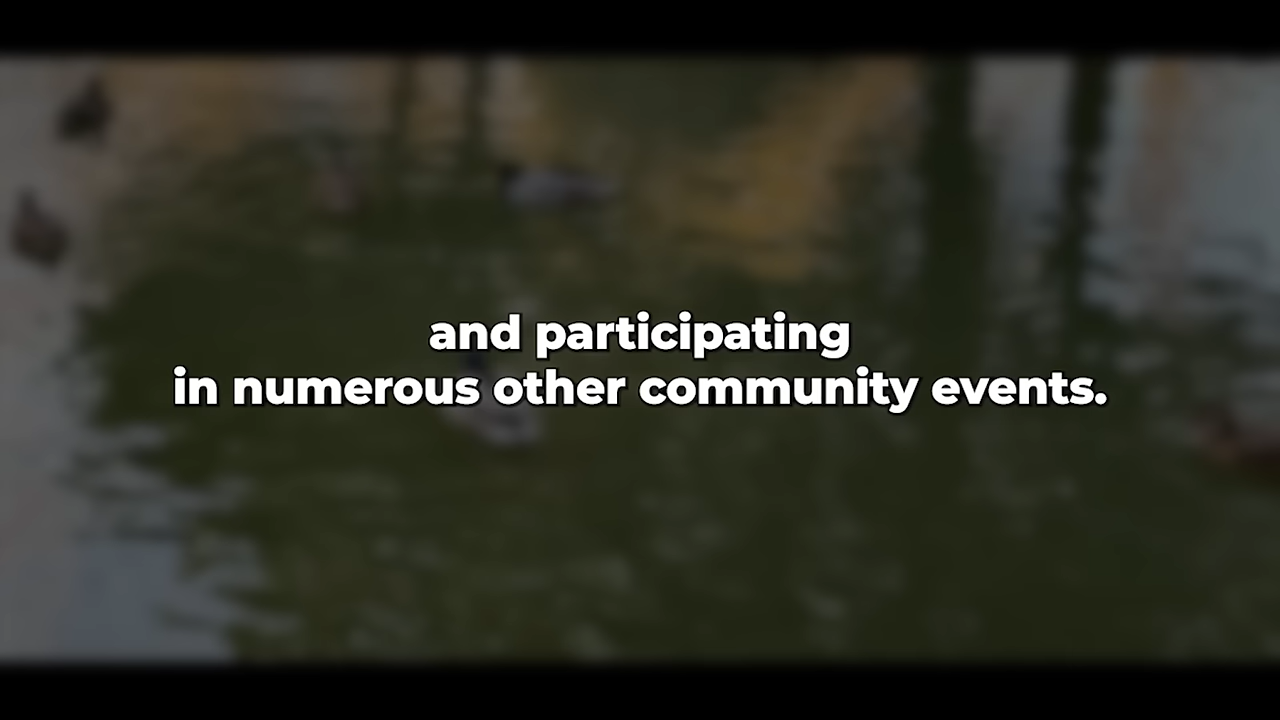 and participating
in numerous other community events.